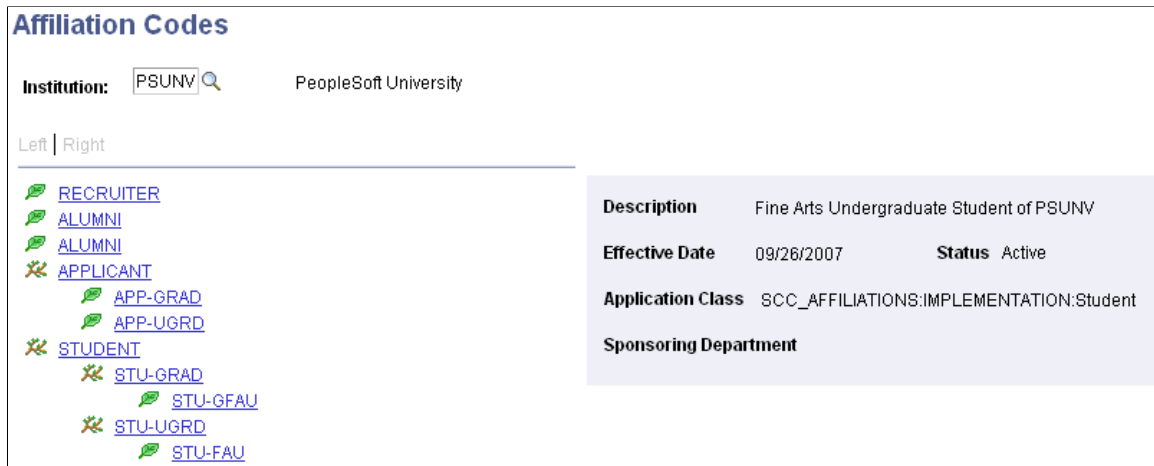 Affiliation Codes
Institution: PSUNV PeopleSoft University
Left | Right
RECRUITER
ALUMNI
ALUMNI
APPLICANT
APP-GRAD
APP-UGRD
STUDENT
STU-GRAD
STU-GFAU
STU-UGRD
STU-FAU
Description Fine Arts Undergraduate Student of PSUNV
Effective Date 09/26/2007 Status Active
Application Class SCC_AFFILIATIONS:IMPLEMENTATION:Student
Sponsoring Department